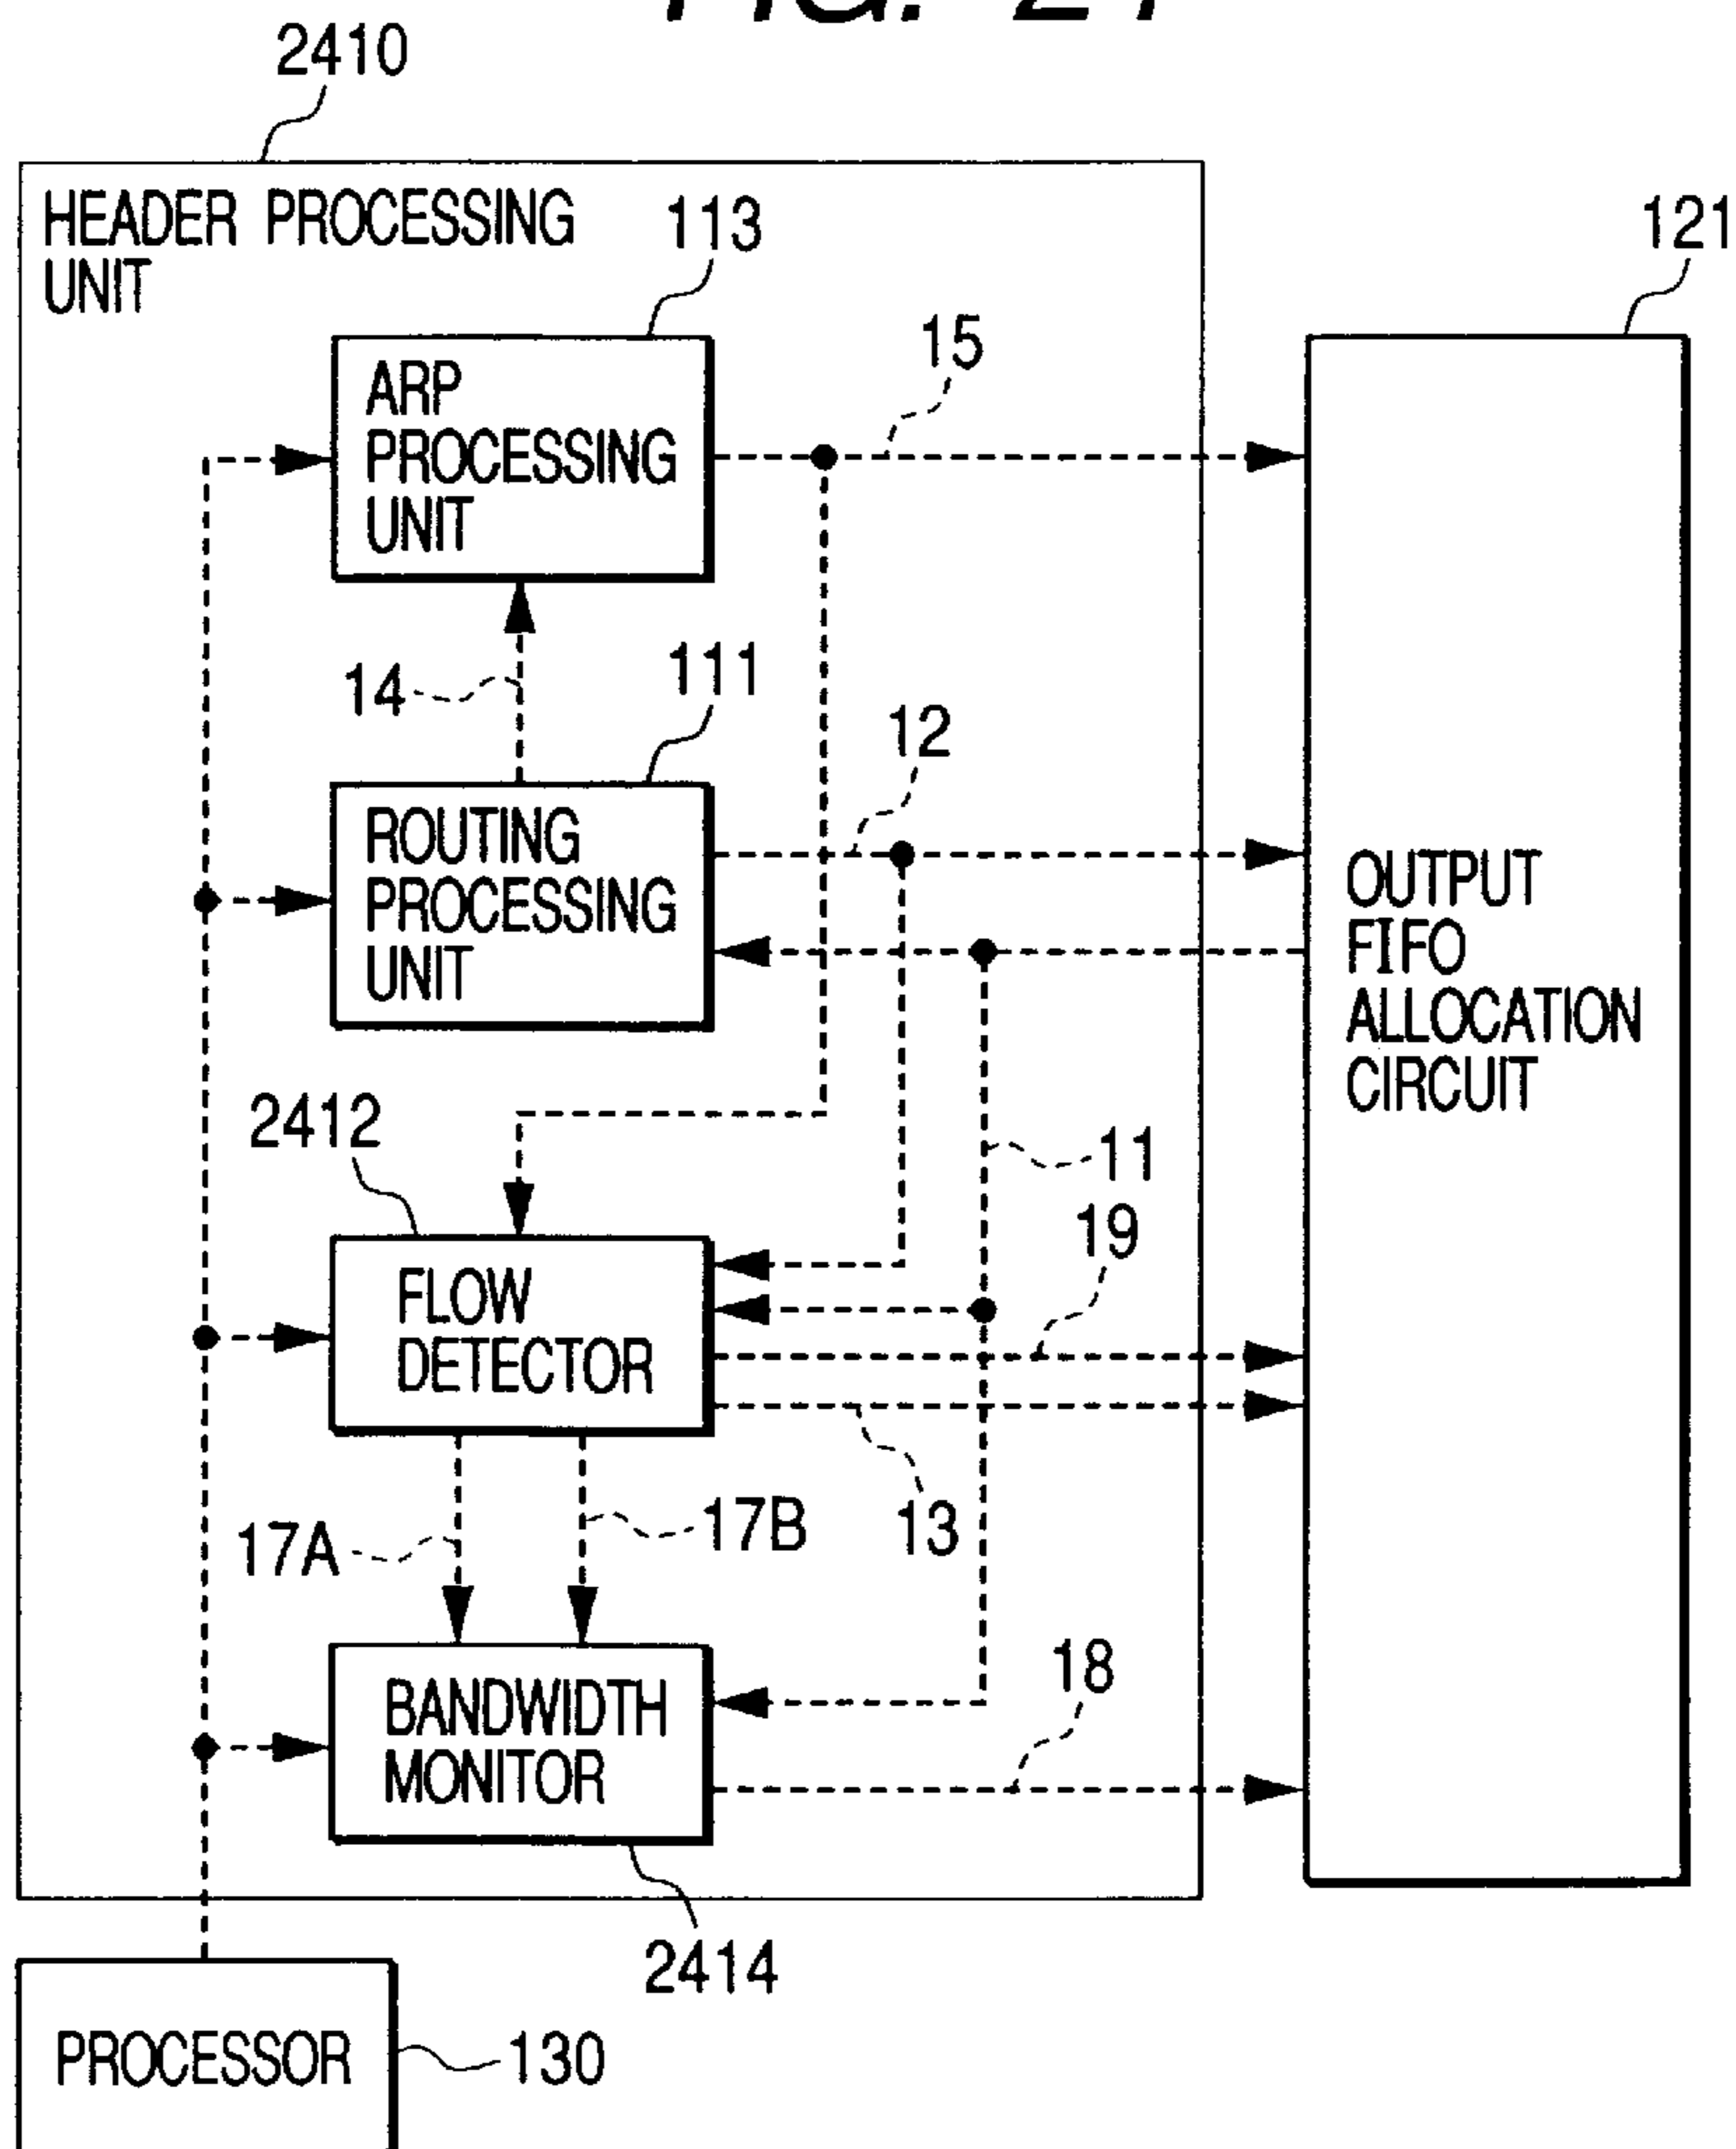 FIG.
2410
HEADER PROCESSING
UNIT
113
121
ARP
PROCESSING
UNIT
15
14
111
12
ROUTING
PROCESSING
UNIT
OUTPUT
FIFO
ALLOCATION
CIRCUIT
2412
11
19
FLOW
DETECTOR
17A
17B
13
18
BANDWIDTH
MONITOR
2414
PROCESSOR
130